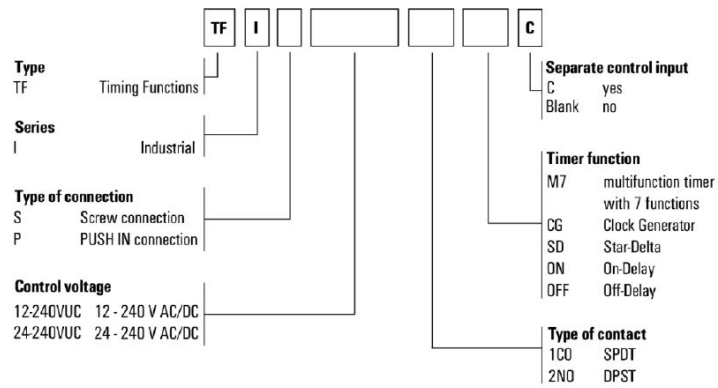 TF I C
Type
TF Timing Functions
Series
I Industrial
Type of connection
S Screw connection
P PUSH IN connection
Control voltage
12-240VUC 12 - 240 V AC/DC
24-240VUC 24 - 240 V AC/DC
Separate control input
C yes
Blank no
Timer function
M7 multifunction timer
with 7 functions
CG Clock Generator
SD Star-Delta
ON On-Delay
OFF Off-Delay
Type of contact
1CO SPDT
2NO DPST